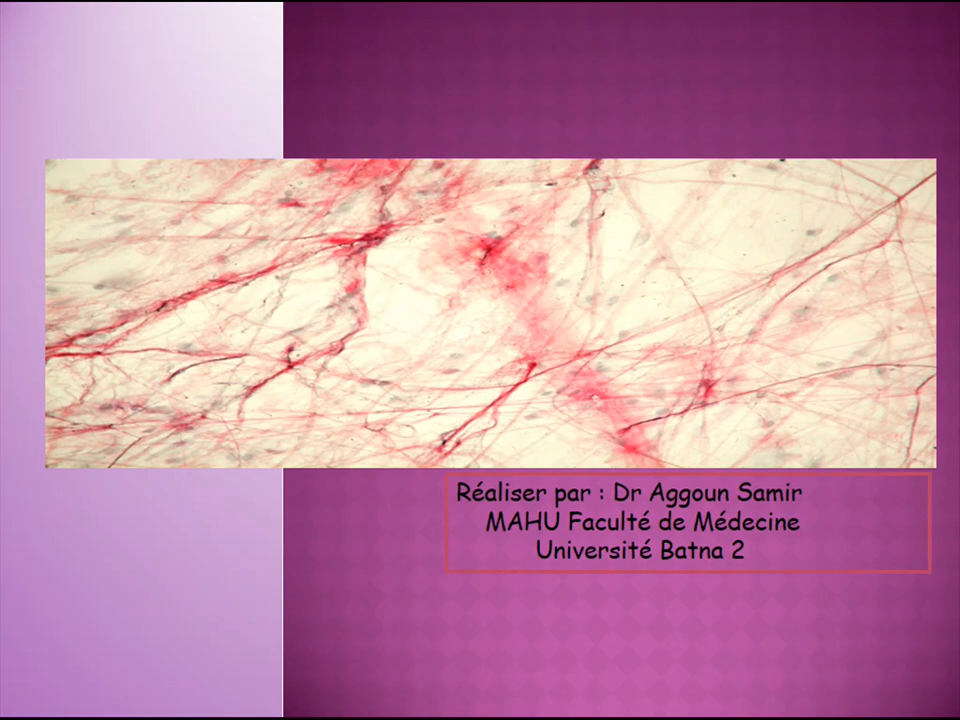 Réaliser par : Dr Aggoun Samir
MAHU Faculté de Médecine
Université Batna 2